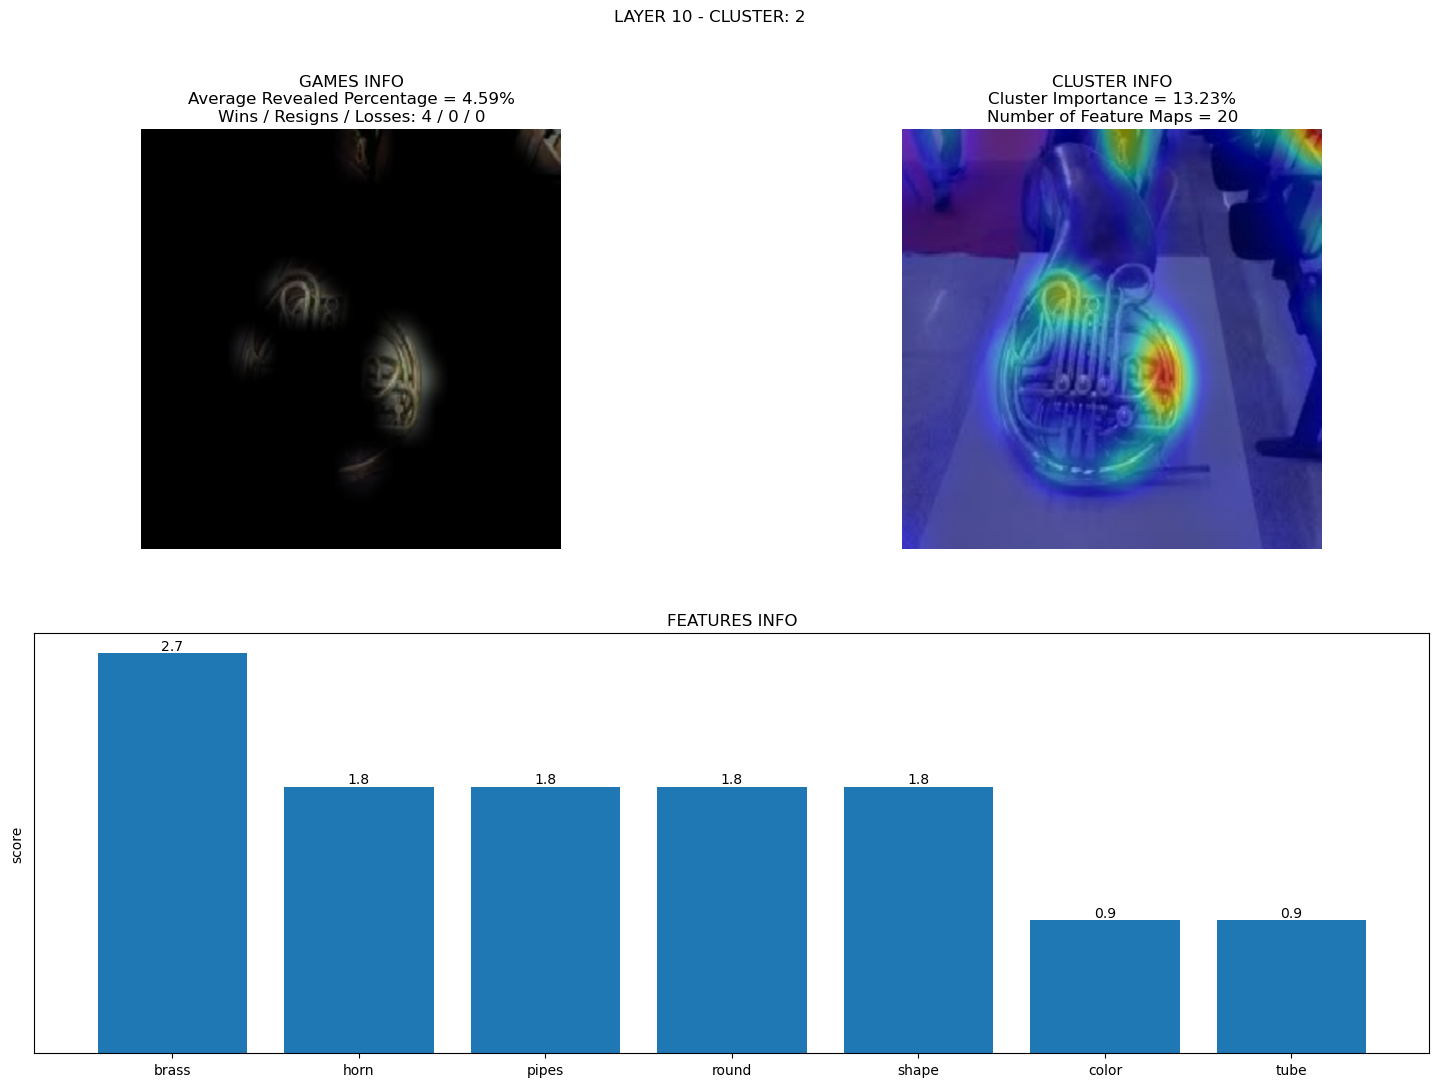 LAYER 10 - CLUSTER: 2
GAMES INFO
Average Revealed Percentage = 4.59%
Wins / Resigns / Losses: 4 / 0 / 0
CLUSTER INFO
Cluster Importance = 13.23%
Number of Feature Maps = 20
FEATURES INFO
score
2.7
1.8
1.8
1.8
1.8
0.9
0.9
brass
horn
pipes
round
shape
color
tube